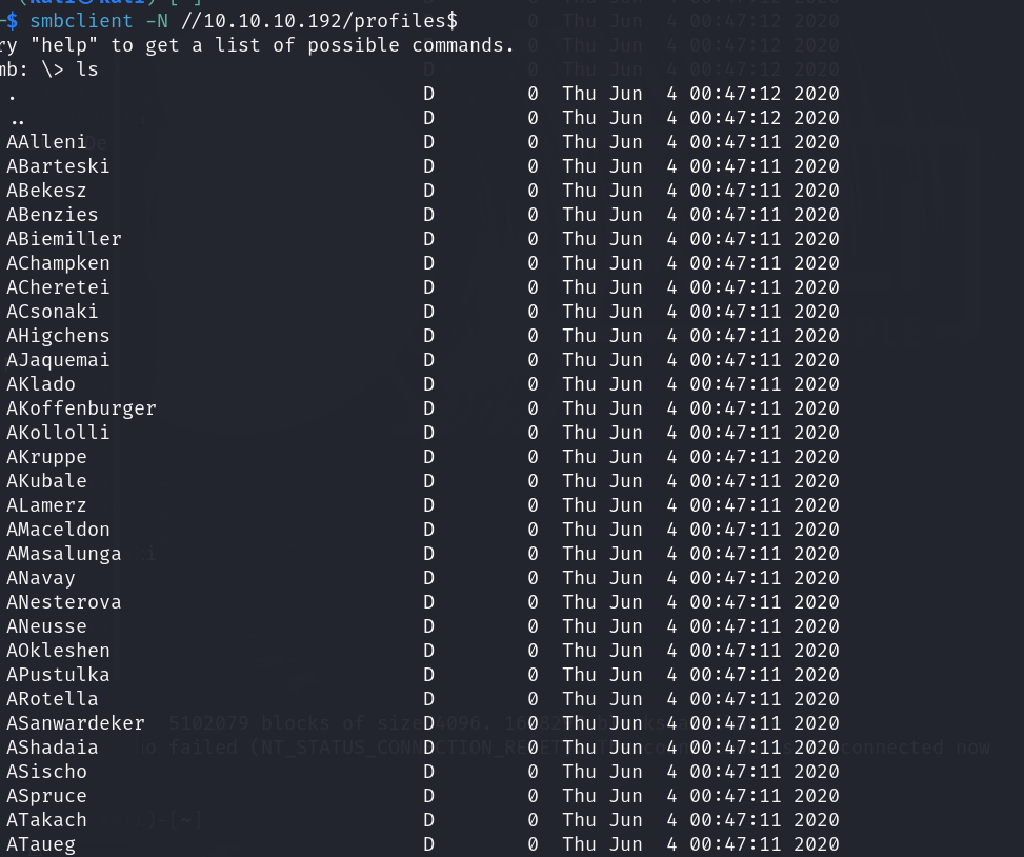 -$ smbclient -N //10.10.10.192/profiles$
ry "help" to get a list of possible commands.
mb: \> ls
. D 0 Thu Jun 4 00:47:12 2020
.. D 0 Thu Jun 4 00:47:12 2020
AAlleni D 0 Thu Jun 4 00:47:11 2020
ABarteski D 0 Thu Jun 4 00:47:11 2020
ABekesz D 0 Thu Jun 4 00:47:11 2020
ABenzies D 0 Thu Jun 4 00:47:11 2020
ABiemiller D 0 Thu Jun 4 00:47:11 2020
AChampken D 0 Thu Jun 4 00:47:11 2020
ACheretei D 0 Thu Jun 4 00:47:11 2020
ACsonaki D 0 Thu Jun 4 00:47:11 2020
AHigchens D 0 Thu Jun 4 00:47:11 2020
AJaquemai D 0 Thu Jun 4 00:47:11 2020
AKlado D 0 Thu Jun 4 00:47:11 2020
AKoffenburger D 0 Thu Jun 4 00:47:11 2020
AKollolli D 0 Thu Jun 4 00:47:11 2020
AKruppe D 0 Thu Jun 4 00:47:11 2020
AKubale D 0 Thu Jun 4 00:47:11 2020
ALamerz D 0 Thu Jun 4 00:47:11 2020
AMaceldon D 0 Thu Jun 4 00:47:11 2020
AMasalunga D 0 Thu Jun 4 00:47:11 2020
ANavay D 0 Thu Jun 4 00:47:11 2020
ANesterova D 0 Thu Jun 4 00:47:11 2020
ANeusse D 0 Thu Jun 4 00:47:11 2020
AOkleshen D 0 Thu Jun 4 00:47:11 2020
APustulka D 0 Thu Jun 4 00:47:11 2020
ARotella D 0 Thu Jun 4 00:47:11 2020
ASanwardeker D 0 Thu Jun 4 00:47:11 2020
AShadaia D 0 Thu Jun 4 00:47:11 2020
ASischo D 0 Thu Jun 4 00:47:11 2020
ASpruce D 0 Thu Jun 4 00:47:11 2020
ATakach D 0 Thu Jun 4 00:47:11 2020
ATaueg D 0 Thu Jun 4 00:47:11 2020